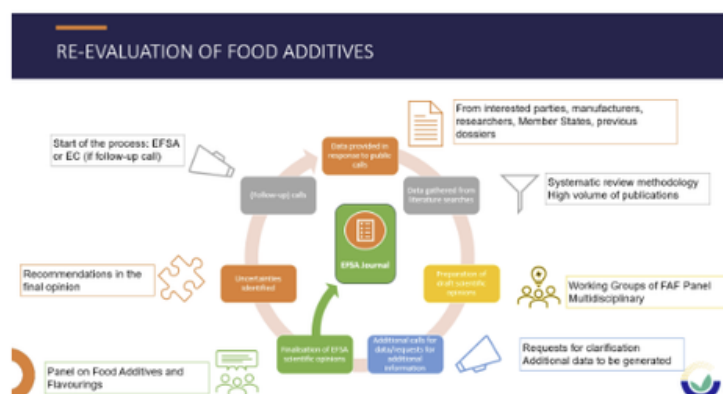 RE-EVALUATION OF FOOD ADDITIVES
From interested parties, manufacturers,
researchers, Member States, previous
dossiers
Start of the process: EFSA
or EC (if follow-up call)
Data provided in
response to public
calls
(Follow-up) calls
Data gathered from
literature searches
Systematic review methodology
High volume of publications
EFSA Journal
Recommendations in the
final opinion
Uncertainties
identified
Preparation of
draft scientific
opinions
Working Groups of FAF Panel
Multidisciplinary
Finalisation of EFSA
scientific opinions
Additional calls for
data/requests for
additional
information
Requests for clarification
Additional data to be generated
Panel on Food Additives and
Flavourings